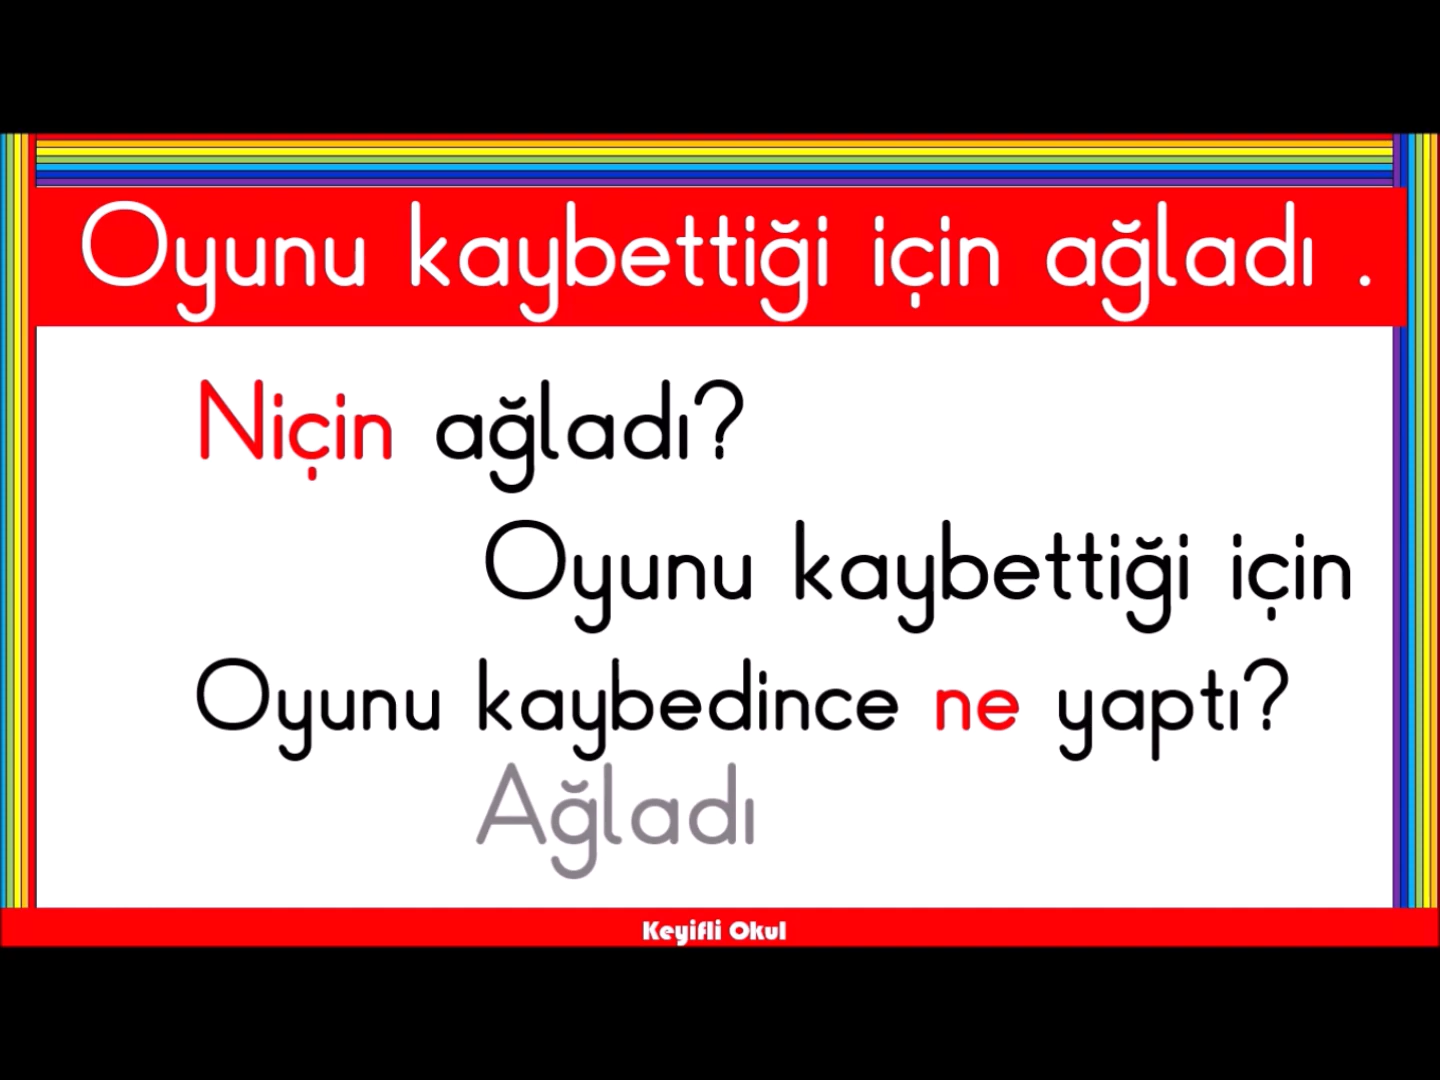 Oyunu kaybettiği için ağladı .
Niçin ağladı?
Oyunu kaybettiği için
Oyunu kaybedince ne yaptı?
Ağladı
Keyifli Okul